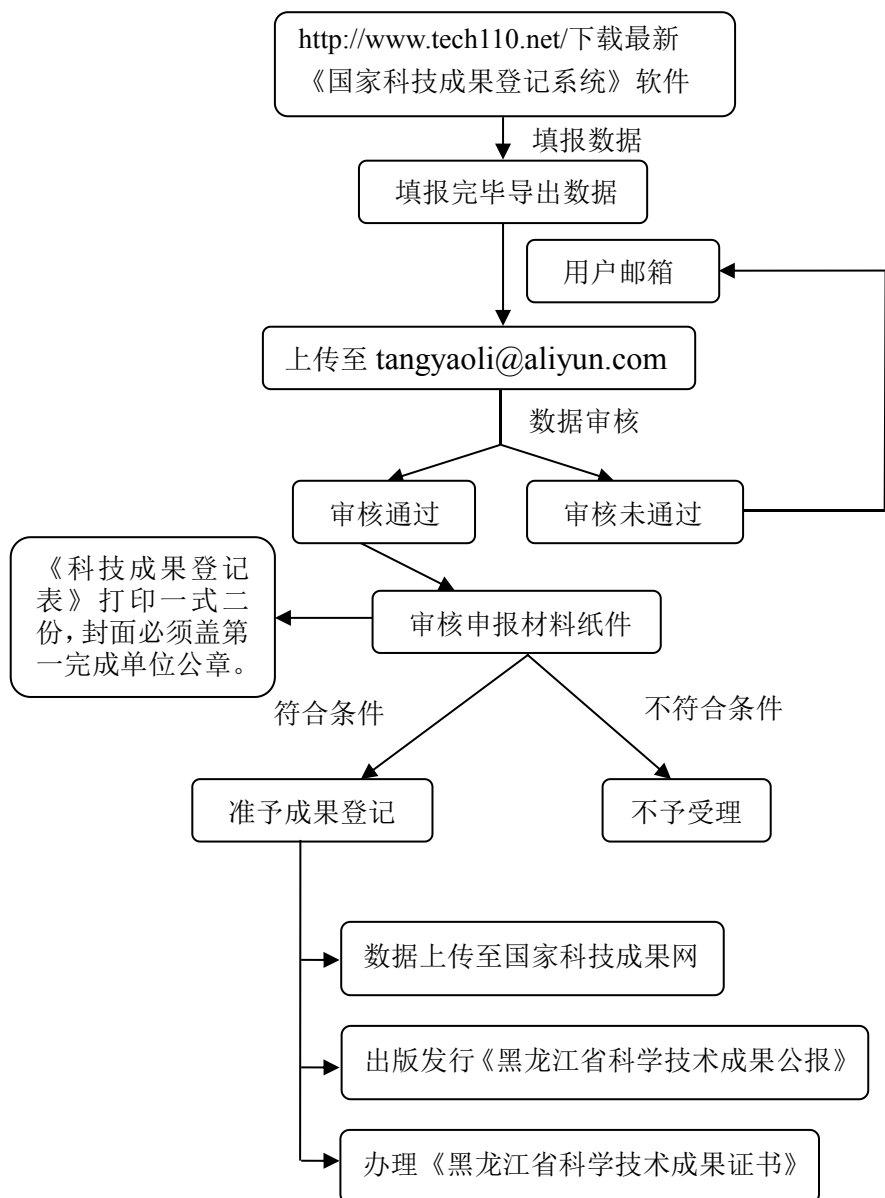 http://www.tech110.net/下载最新
《国家科技成果登记系统》软件
填报数据
填报完毕导出数据
用户邮箱
上传至 tangyaoli@aliyun.com
数据审核
审核通过
审核未通过
《科技成果登记
表》打印一式二
份，封面必须盖第
一完成单位公章。
审核申报材料纸件
符合条件
不符合条件
准予成果登记
不予受理
数据上传至国家科技成果网
出版发行《黑龙江省科学技术成果公报》
办理《黑龙江省科学技术成果证书》